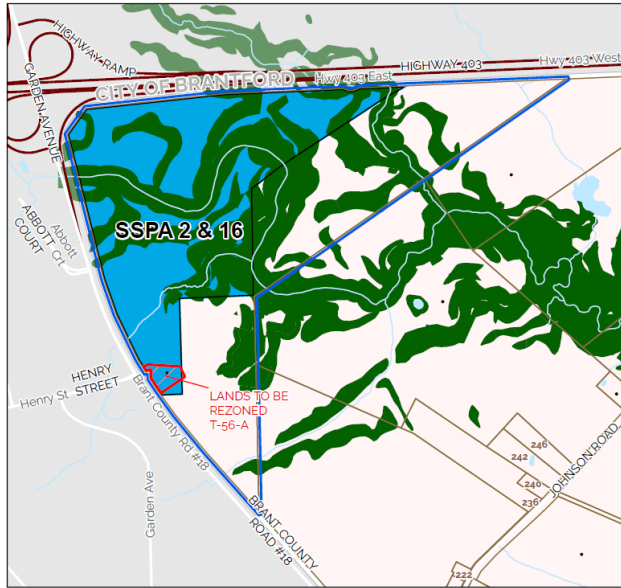 HIGHWAY RAMP
GARDEN AVENUE
CITY OF BRANTFORD
Hwy 403 East
HIGHWAY 403
Hwy 403 West
ABBOTT
COURT
Abbott
Crt
SSPA 2 & 16
HENRY
STREET
Henry St
Brant County Rd #18
LANDS TO BE
REZONED
T-56-A
Garden Ave
BRANT COUNTY
ROAD #18
JOHNSON ROAD
246
242
240
236
222